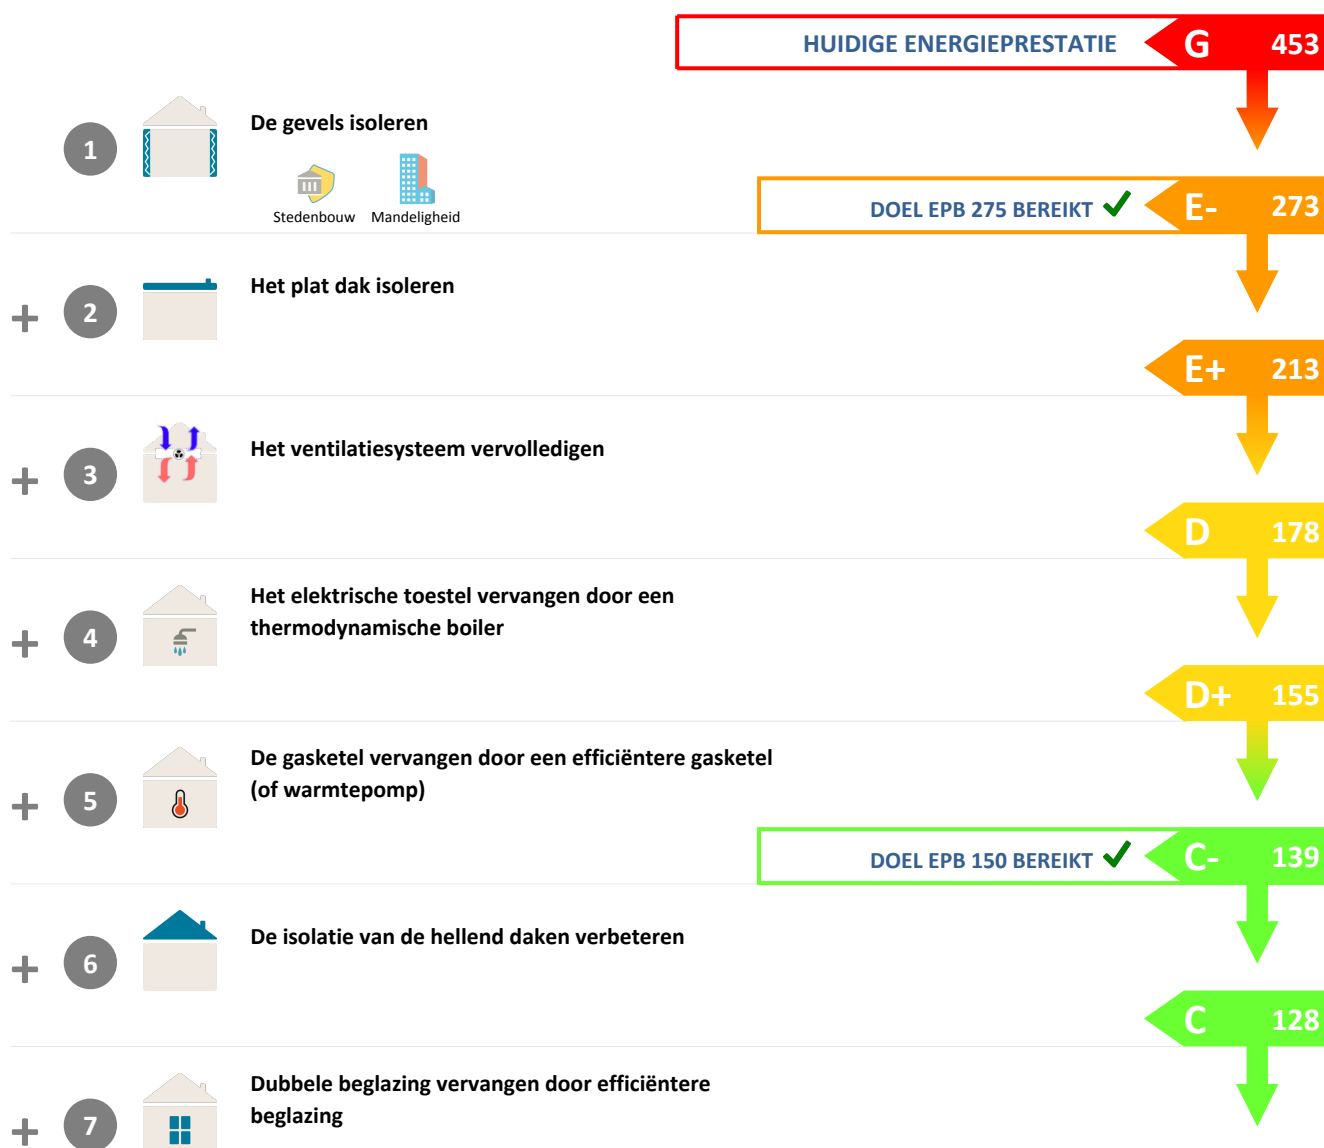 HUIDIGE ENERGIEPRESTATIE G 453
1 De gevels isoleren
Stedenbouw Mandeligheid
DOEL EPB 275 BEREIKT E- 273
+ 2 Het plat dak isoleren
E+ 213
+ 3 Het ventilatiesysteem vervolledigen
D 178
+ 4 Het elektrische toestel vervangen door een
thermodynamische boiler
D+ 155
+ 5 De gasketel vervangen door een efficiëntere gasketel
(of warmtepomp)
DOEL EPB 150 BEREIKT C- 139
+ 6 De isolatie van de hellend daken verbeteren
C 128
+ 7 Dubbele beglazing vervangen door efficiëntere
beglazing